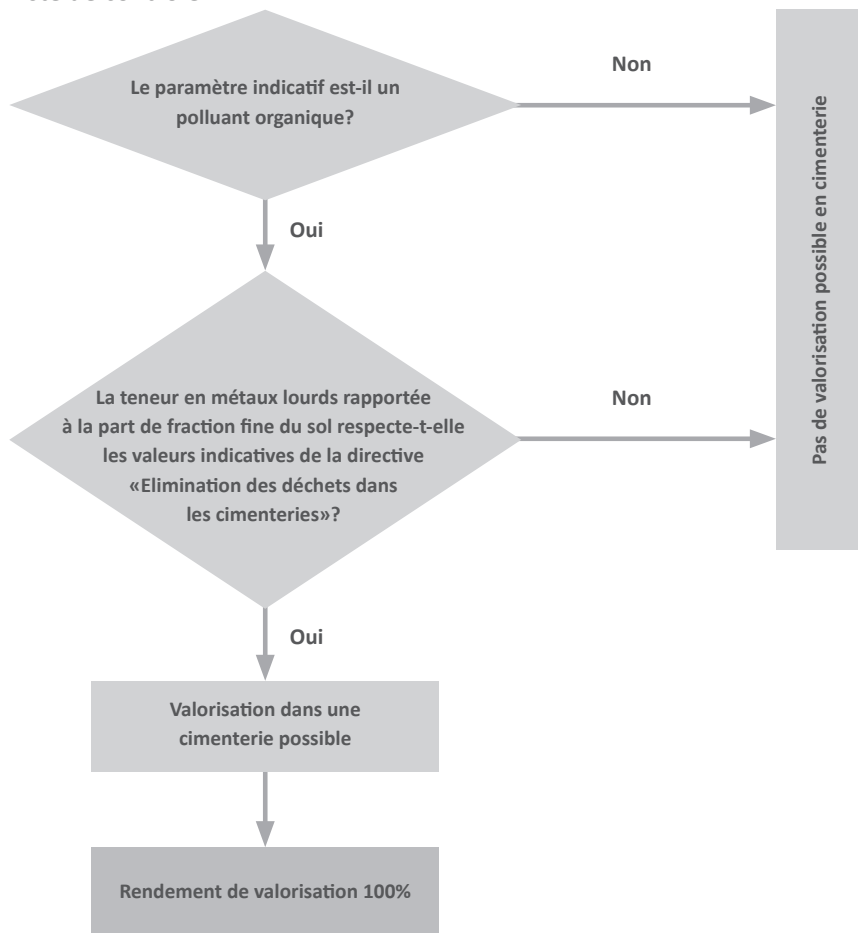 Le paramètre indicatif est-il un
polluant organique?
Non
Oui
Pas de valorisation possible en cimenterie
La teneur en métaux lourds rapportée
à la part de fraction fine du sol respecte-t-elle
les valeurs indicatives de la directive
«Elimination des déchets dans
les cimenteries»?
Non
Oui
Valorisation dans une
cimenterie possible
Rendement de valorisation 100%